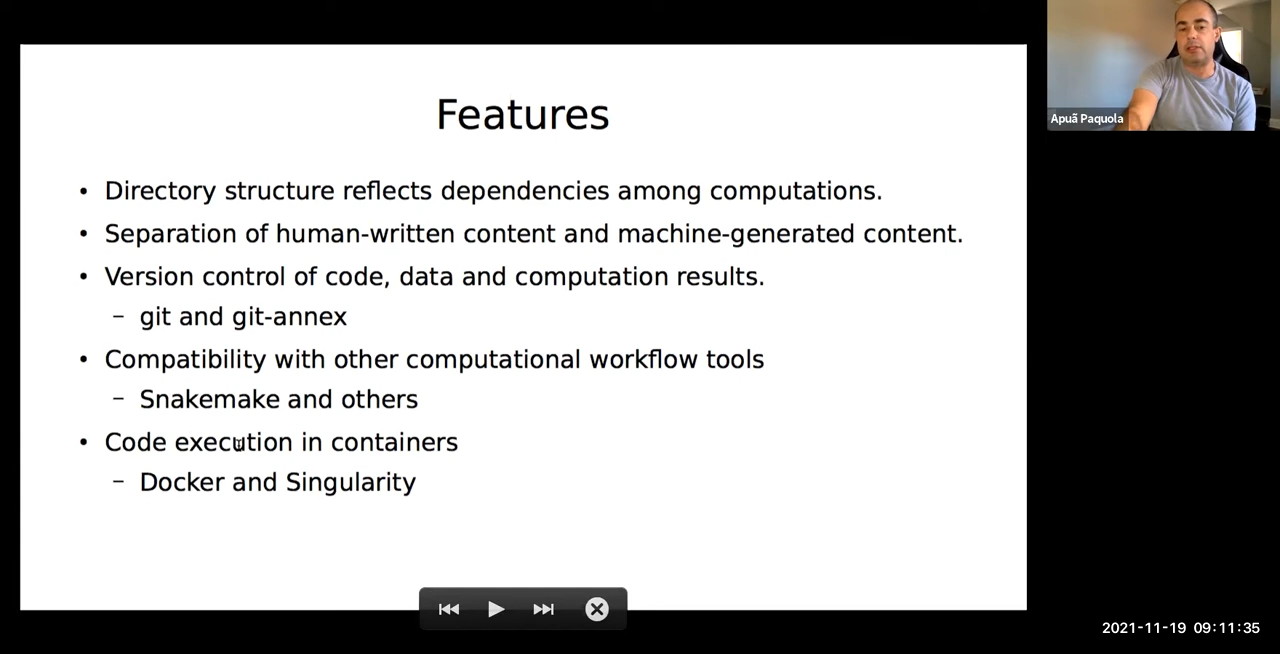 Features
• Directory structure reflects dependencies among computations.
• Separation of human-written content and machine-generated content.
• Version control of code, data and computation results.
– git and git-annex
• Compatibility with other computational workflow tools
– Snakemake and others
• Code execution in containers
– Docker and Singularity
Apuã Paquola
2021-11-19 09:11:35